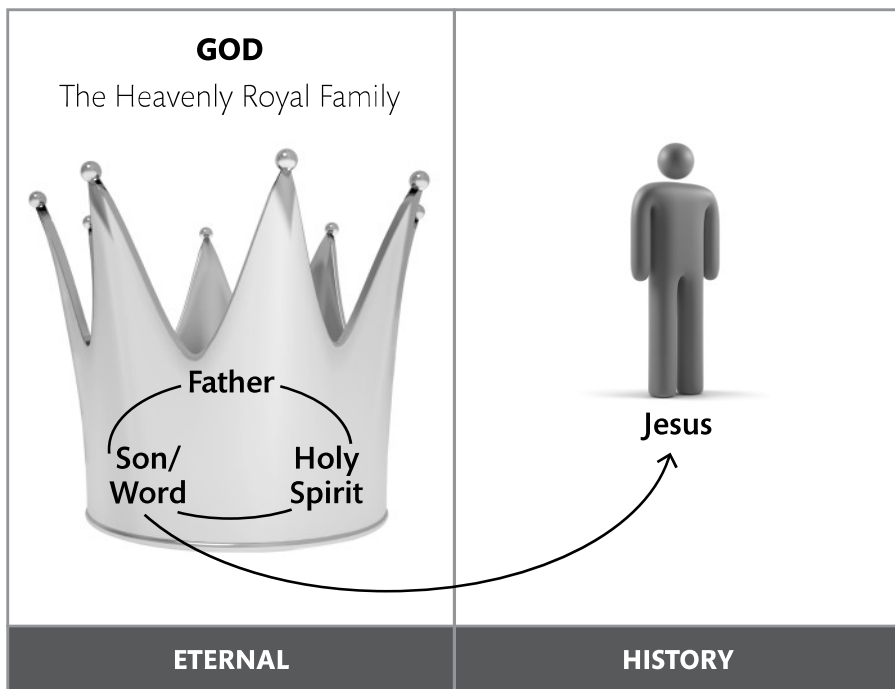 GOD
The Heavenly Royal Family
Father
Son/
Word
Holy
Spirit
Jesus
ETERNAL
HISTORY